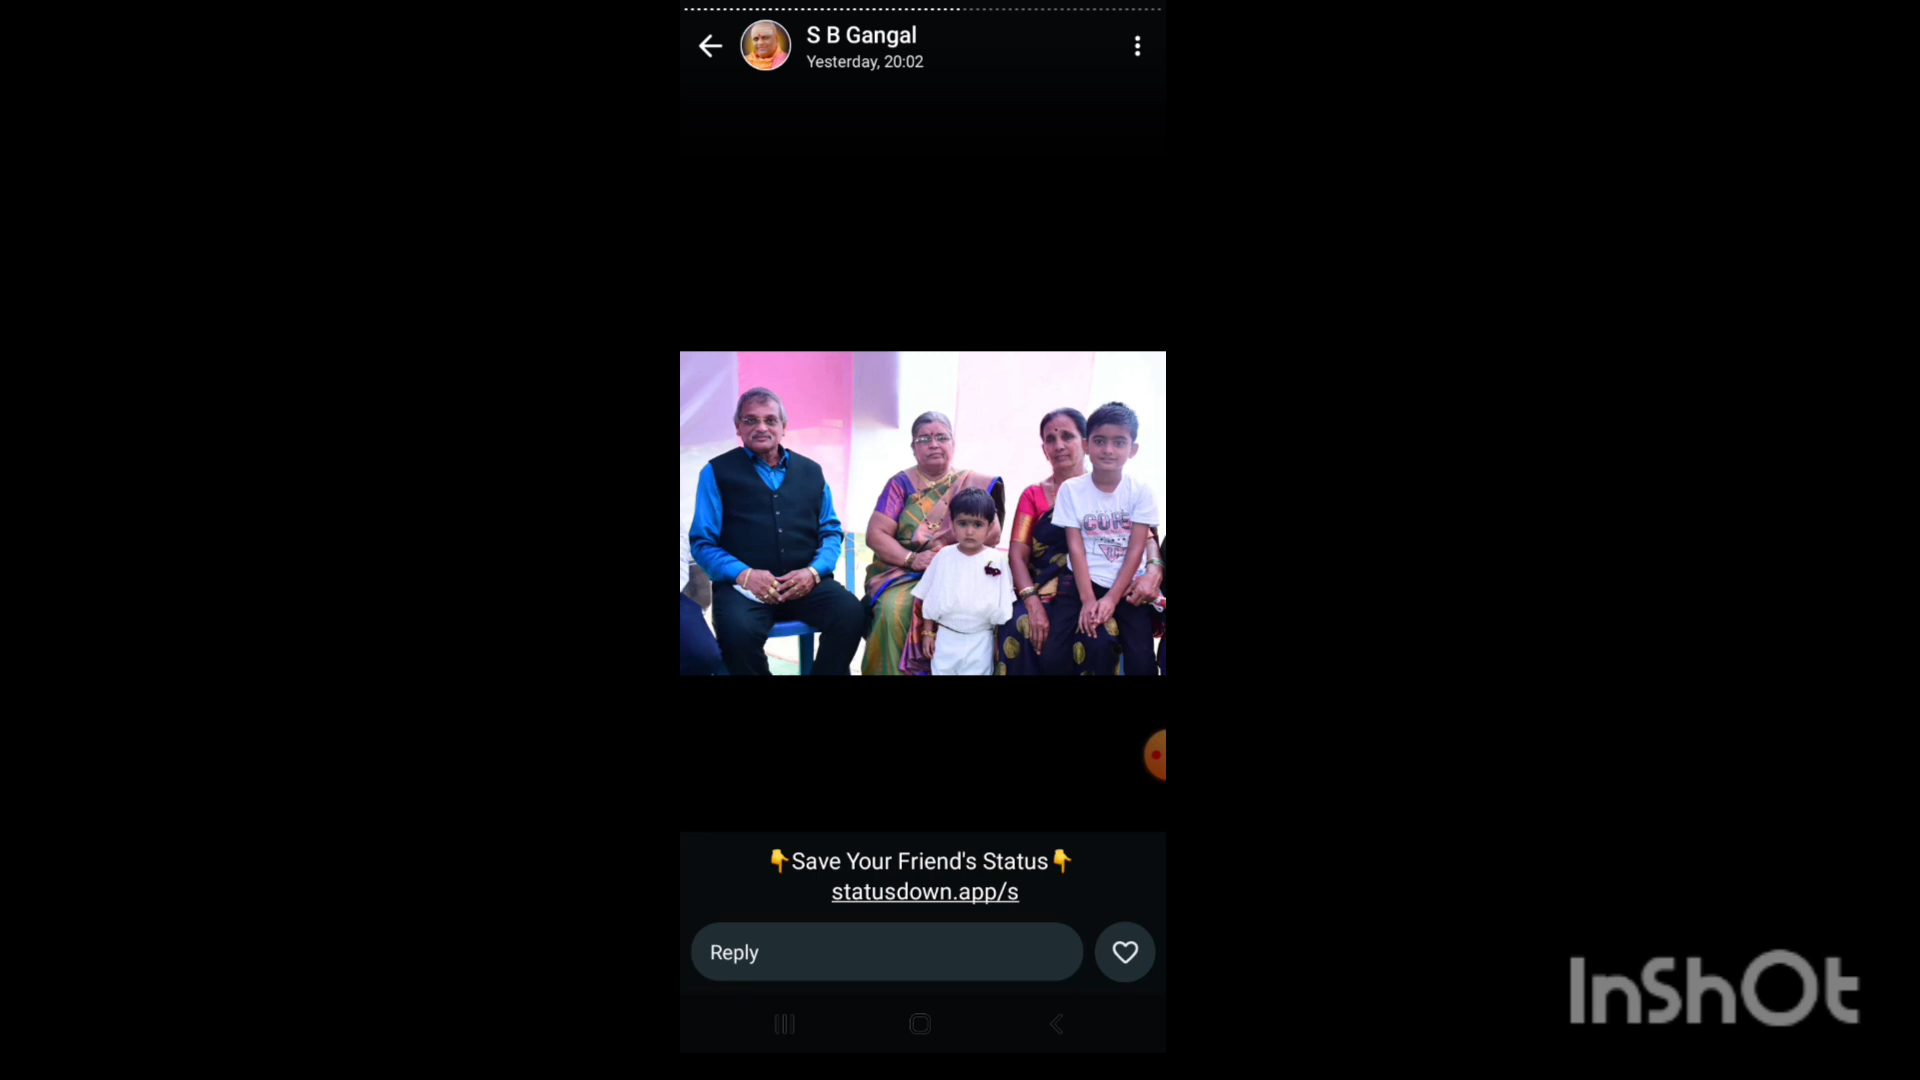 S B Gangal
Yesterday, 20:02
👇Save Your Friend's Status👇
statusdown.app/s
Reply
InShOt